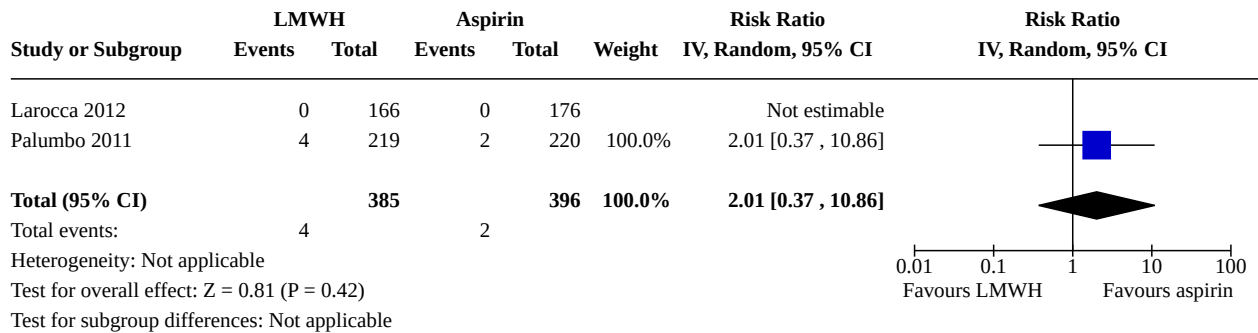 LMWH Aspirin Risk Ratio Risk Ratio
Study or Subgroup Events Total Events Total Weight IV, Random, 95% CI IV, Random, 95% CI
Larocca 2012 0 166 0 176 Not estimable
Palumbo 2011 4 219 2 220 100.0% 2.01 [0.37 , 10.86]
Total (95% CI) 385 396 100.0% 2.01 [0.37 , 10.86]
Total events: 4 2
Heterogeneity: Not applicable
0.01 0.1 1 10 100
Test for overall effect: Z = 0.81 (P = 0.42)
Favours LMWH Favours aspirin
Test for subgroup differences: Not applicable